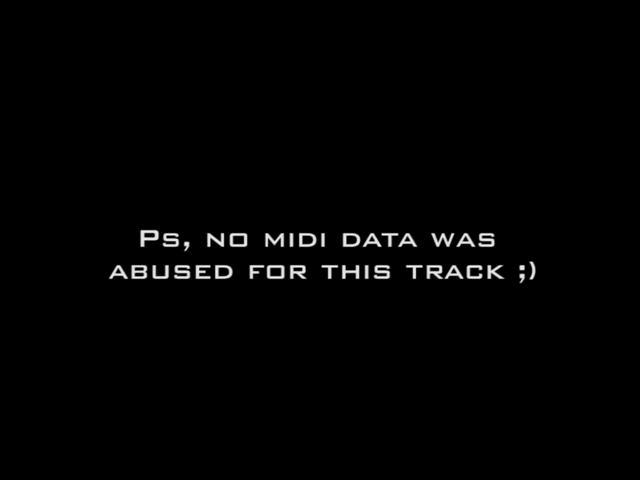 Ps, no midi data was
abused for this track ;)